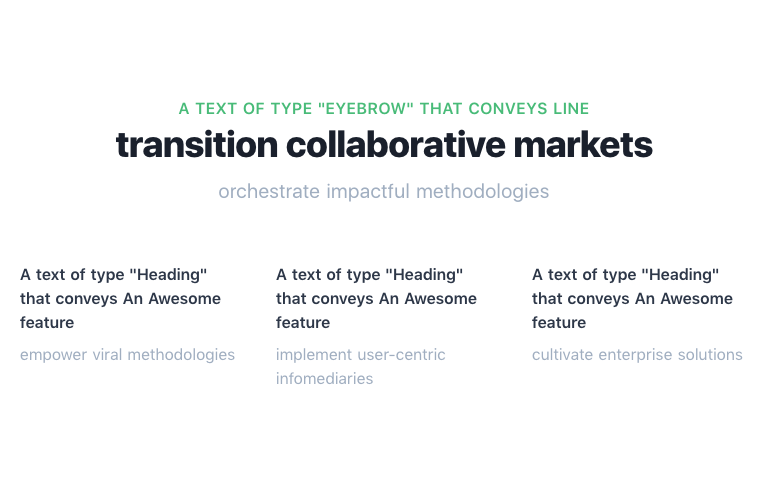 A TEXT OF TYPE "EYEBROW" THAT CONVEYS LINE
transition collaborative markets
orchestrate impactful methodologies
A text of type "Heading"
that conveys An Awesome
feature
empower viral methodologies
A text of type "Heading"
that conveys An Awesome
feature
implement user-centric
infomediaries
A text of type "Heading"
that conveys An Awesome
feature
cultivate enterprise solutions